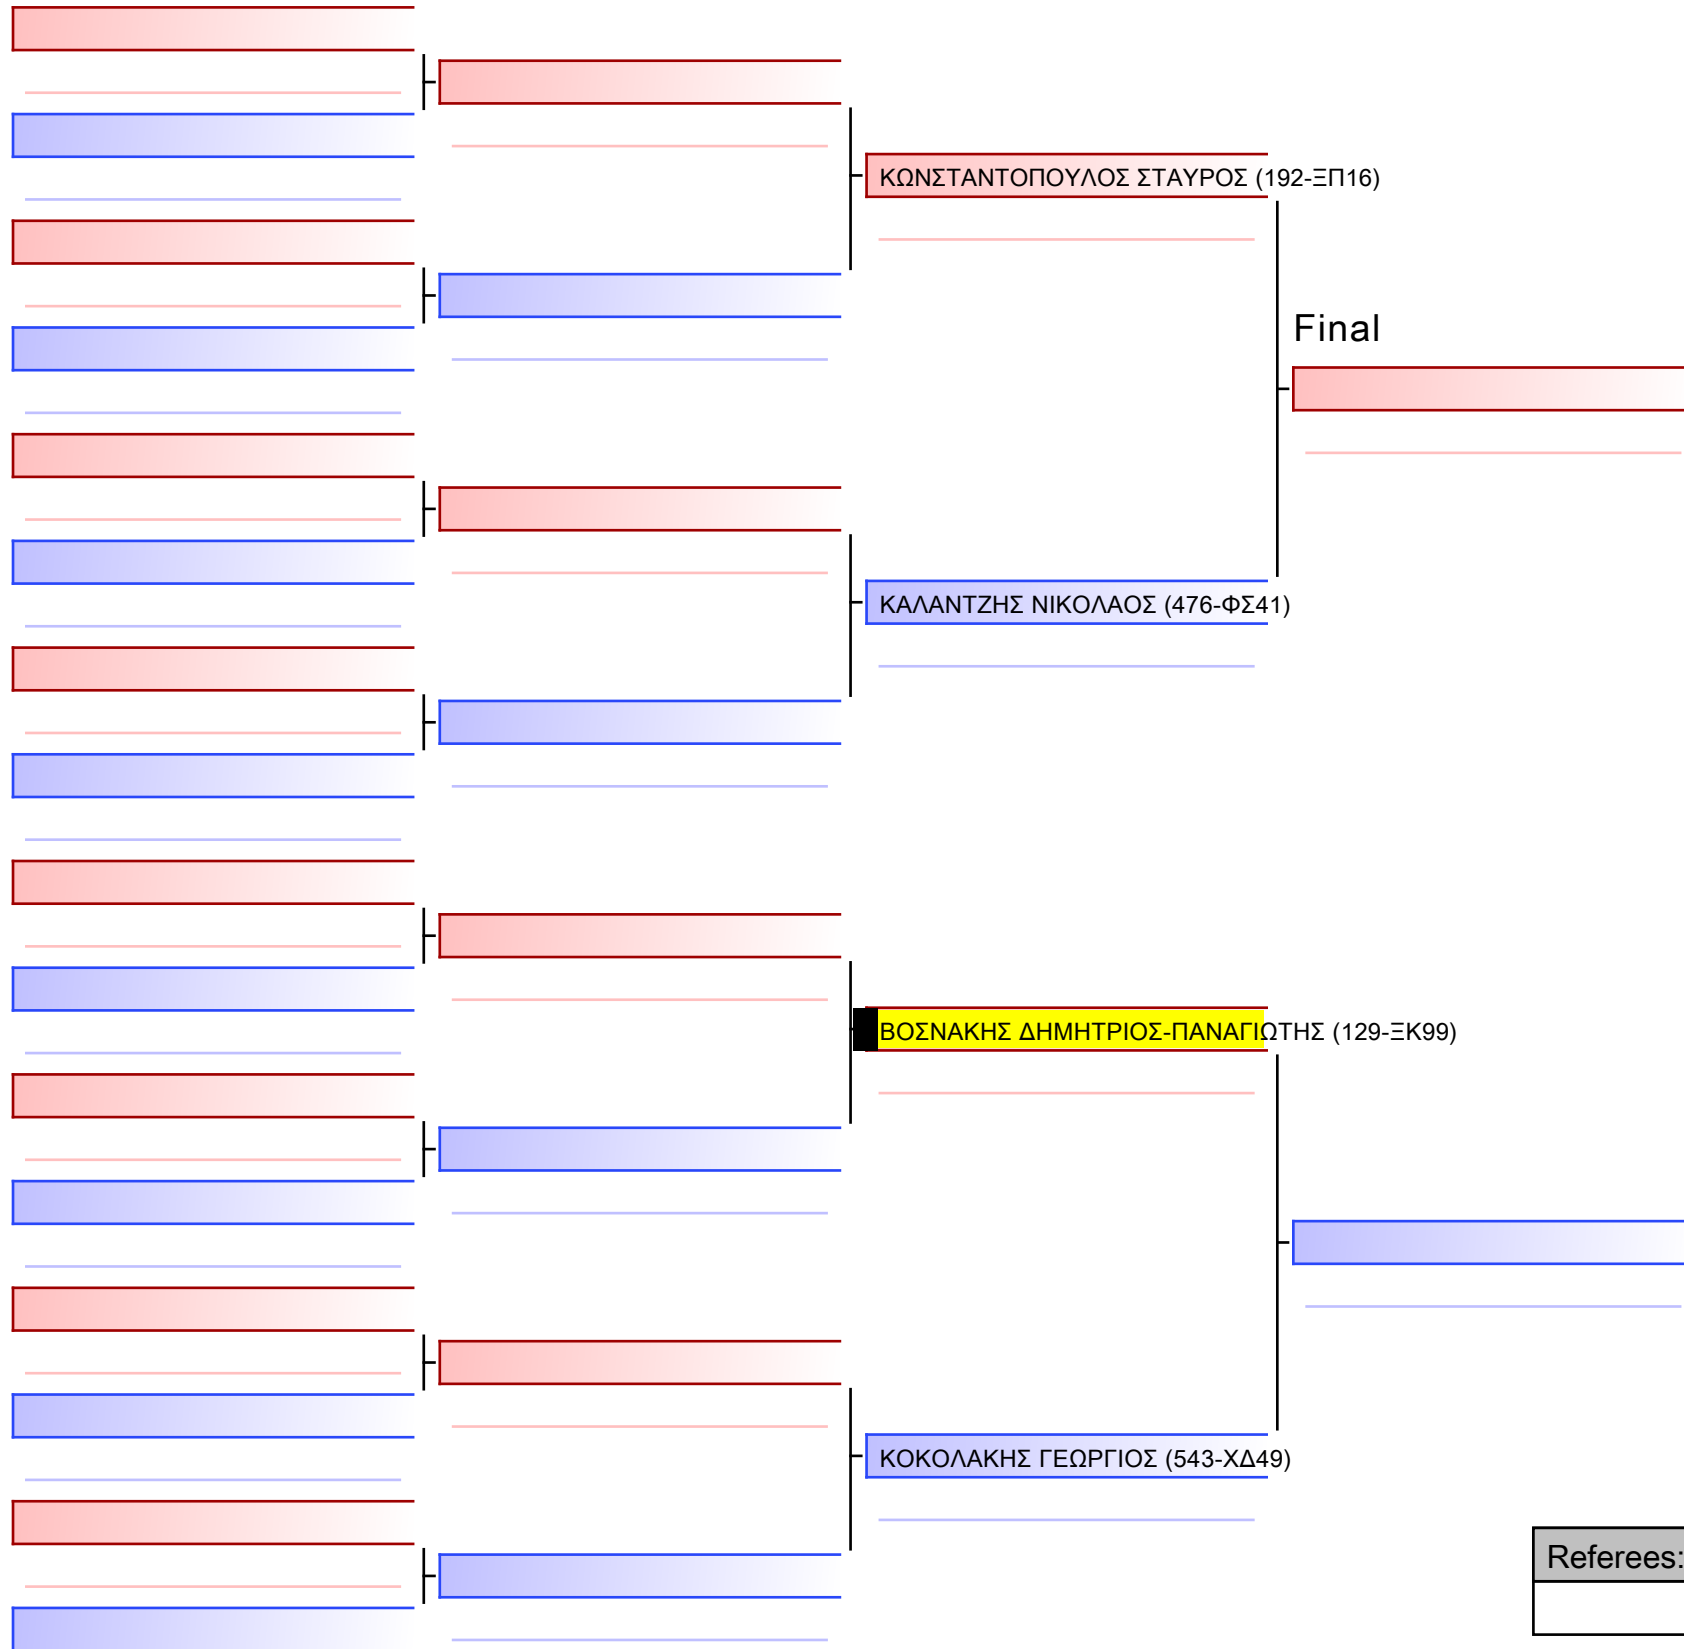 ΚΩΝΣΤΑΝΤΟΠΟΥΛΟΣ ΣΤΑΥΡΟΣ (192-ΞΠ16)
Final
ΚΑΛΑΝΤΖΗΣ ΝΙΚΟΛΑΟΣ (476-ΦΣ41)
ΒΟΣΝΑΚΗΣ ΔΗΜΗΤΡΙΟΣ-ΠΑΝΑΓΙΩΤΗΣ (129-ΞΚ99)
ΚΟΚΟΛΑΚΗΣ ΓΕΩΡΓΙΟΣ (543-ΧΔ49)
Referees: